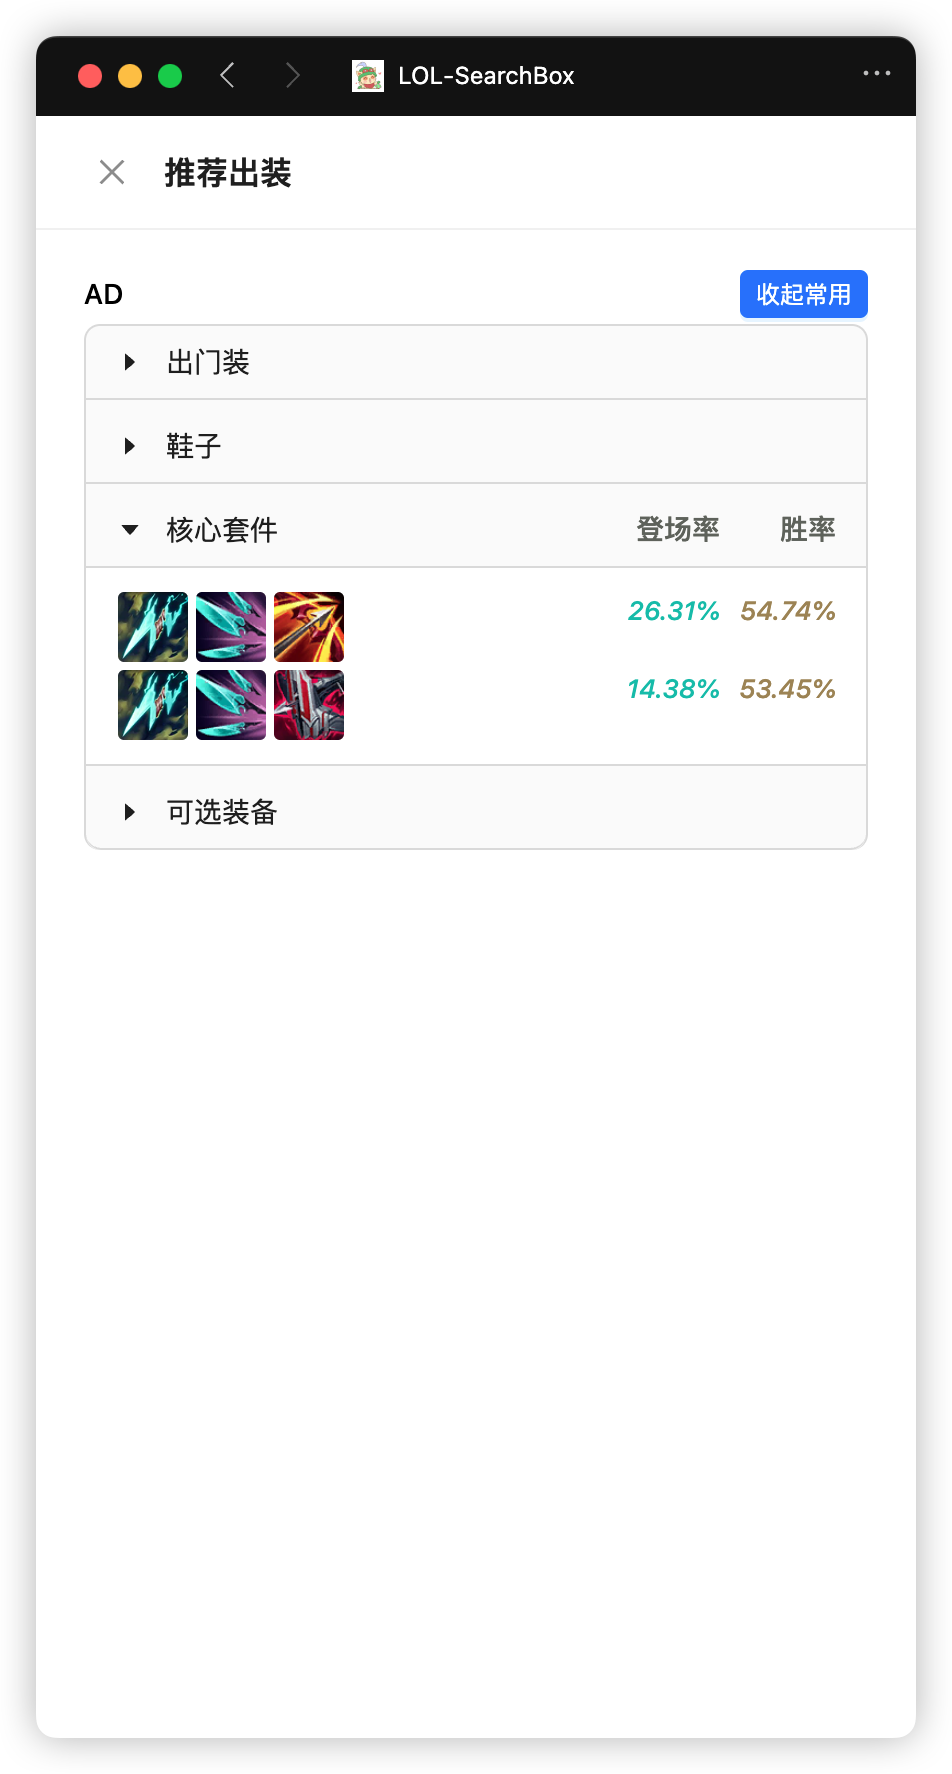 LOL-SearchBox
推荐出装
AD 收起常用
出门装
鞋子
核心套件 登场率 胜率
26.31% 54.74%
14.38% 53.45%
可选装备